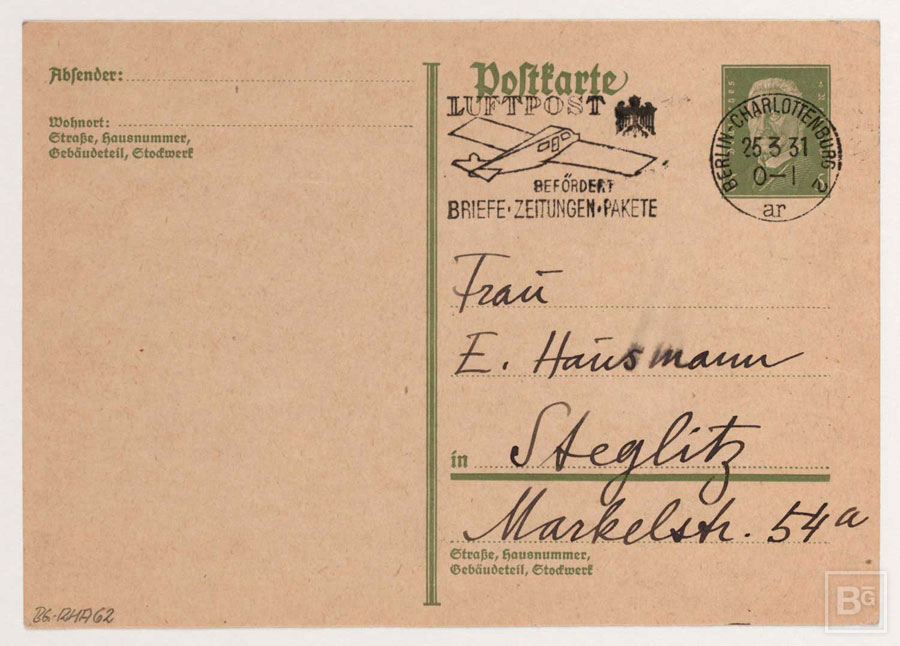 Absender:
Wohnort:
Straße, Hausnummer,
Gebäudeteil, Stockwerk
Postkarte
LUFTPOST
BEFÖRDERT
BRIEFE·ZEITUNGEN·PAKETE
BERLIN-CHARLOTTENBURG 2
25.3.31
0–1
ar
Frau
E. Hausmann
in Steglitz
Markelstr. 54a
Straße, Hausnummer,
Gebäudeteil, Stockwerk
BG-RHA62
BG